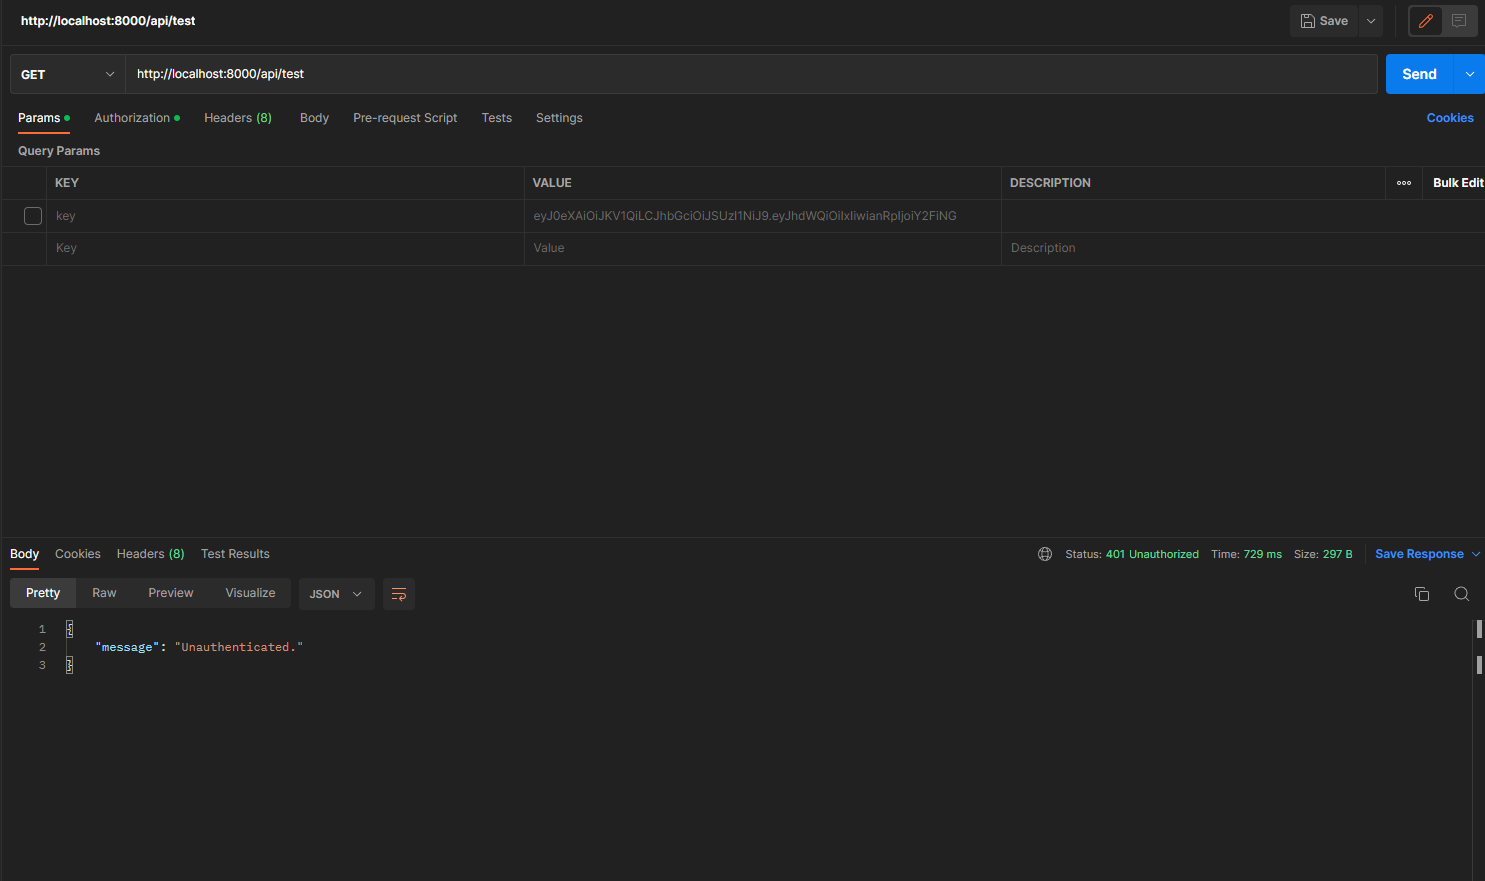 http://localhost:8000/api/test
Save
GET
http://localhost:8000/api/test
Send
Params Authorization Headers (8) Body Pre-request Script Tests Settings Cookies
Query Params
KEY VALUE DESCRIPTION ooo Bulk Edit
key eyJ0eXAiOiJKV1QiLCJhbGciOiJSUzI1NiJ9.eyJhdWQiOiIxIiwianRpIjoiY2FiNG
Key Value Description
Body Cookies Headers (8) Test Results Status: 401 Unauthorized Time: 729 ms Size: 297 B Save Response
Pretty Raw Preview Visualize JSON
1 {
2 "message": "Unauthenticated."
3 }